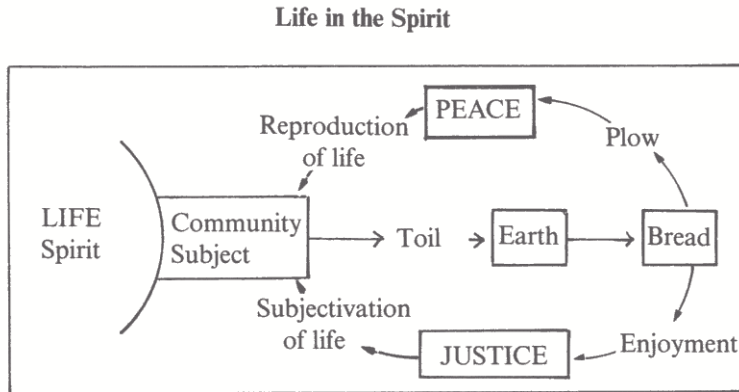 Life in the Spirit
PEACE
Reproduction
of life
Plow
LIFE
Spirit
Community
Subject
Toil
Earth
Bread
Subjectivation
of life
JUSTICE
Enjoyment